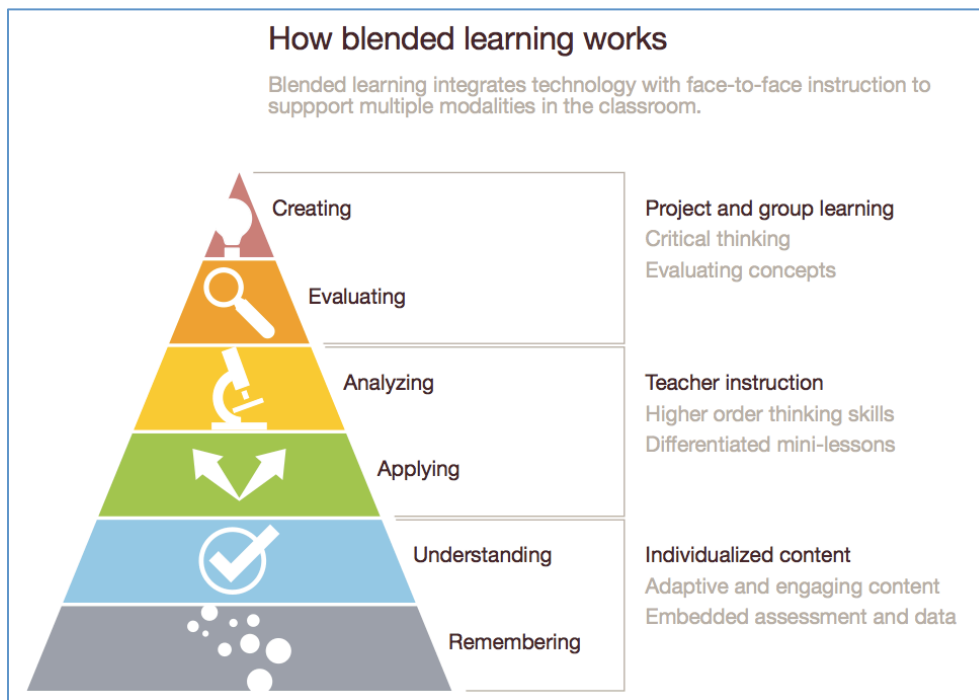 How blended learning works
Blended learning integrates technology with face-to-face instruction to
suppport multiple modalities in the classroom.
Creating
Project and group learning
Critical thinking
Evaluating concepts
Evaluating
Analyzing
Teacher instruction
Higher order thinking skills
Differentiated mini-lessons
Applying
Understanding
Individualized content
Adaptive and engaging content
Embedded assessment and data
Remembering